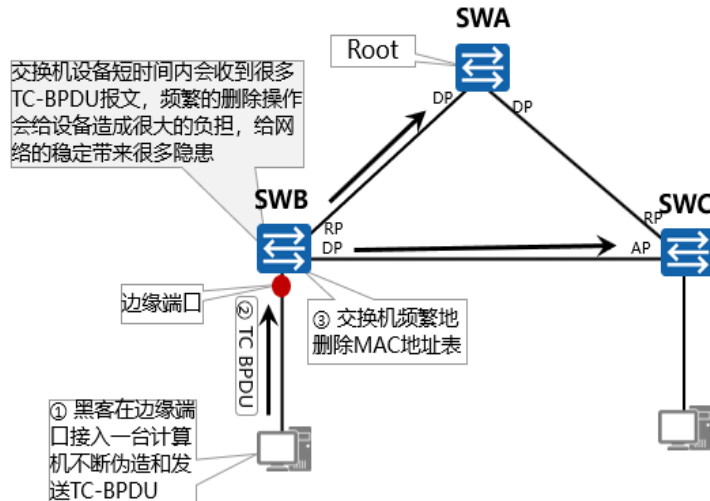 SWA
Root
DP
DP
交换机设备短时间内会收到很多
TC-BPDU报文，频繁的删除操作
会给设备造成很大的负担，给网
络的稳定带来很多隐患
SWB
SWC
RP
DP
RP
AP
边缘端口
② TC BPDU
③ 交换机频繁地
删除MAC地址表
① 黑客在边缘端
口接入一台计算
机不断伪造和发
送TC-BPDU